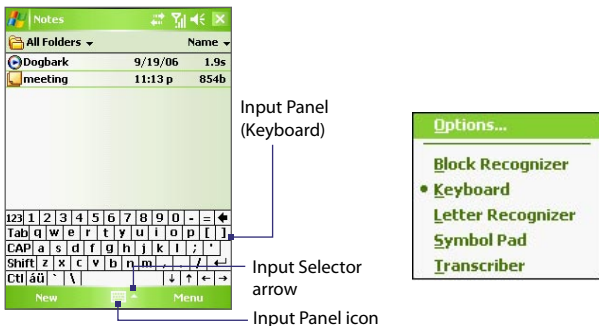 Notes
All Folders Name
Dogbark 9/19/06 1.9s
meeting 11:13 p 854b
123 1 2 3 4 5 6 7 8 9 0 - =
Tab q w e r t y u i o p [ ]
CAP a s d f g h j k l ; '
Shift z x c v b n m , . /
Ctl áü ` \
New Menu
Input Panel
(Keyboard)
Input Selector
arrow
Input Panel icon
Options...
Block Recognizer
Keyboard
Letter Recognizer
Symbol Pad
Transcriber